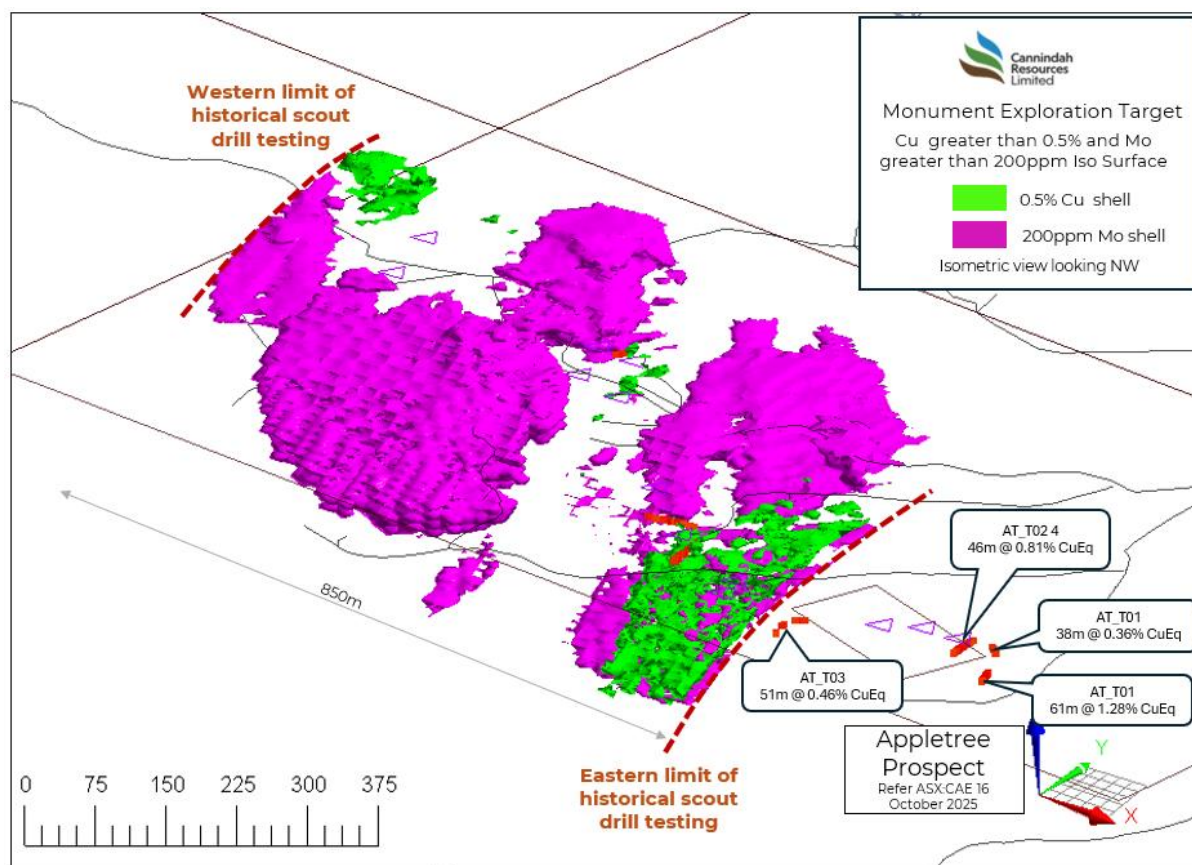 Cannindah
Resources
Limited
Monument Exploration Target
Cu greater than 0.5% and Mo
greater than 200ppm Iso Surface
0.5% Cu shell
200ppm Mo shell
Isometric view looking NW
Western limit of
historical scout
drill testing
850m
AT_T02 4
46m @ 0.81% CuEq
AT_T01
38m @ 0.36% CuEq
AT_T03
51m @ 0.46% CuEq
AT_T01
61m @ 1.28% CuEq
Appletree
Prospect
Refer ASX:CAE 16
October 2025
Y
X
Eastern limit of
historical scout
drill testing
0 75 150 225 300 375